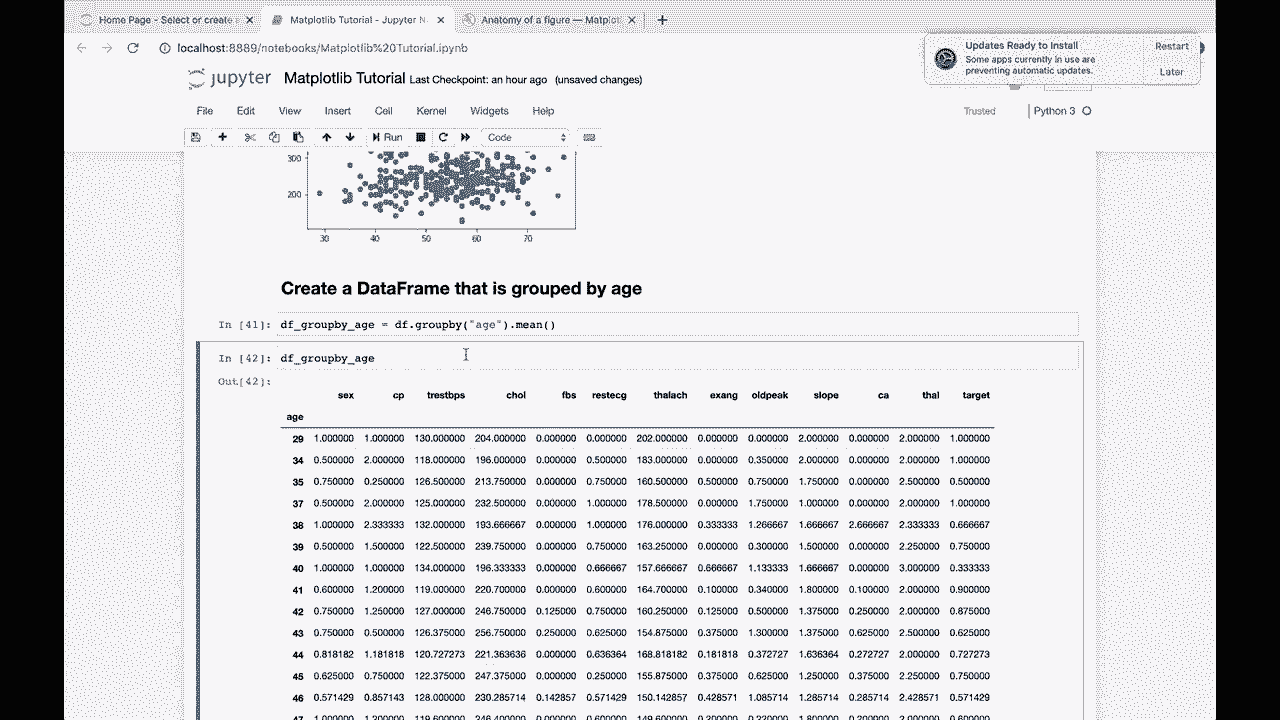 Home Page - Select or create
Matplotlib Tutorial - Jupyter N
Anatomy of a figure — Matplot
localhost:8889/notebooks/Matplotlib%20Tutorial.ipynb
Updates Ready to Install
Some apps currently in use are
preventing automatic updates.
Restart
Later
jupyter Matplotlib Tutorial Last Checkpoint: an hour ago (unsaved changes)
File Edit View Insert Cell Kernel Widgets Help
Trusted Python 3
Run Code
300
200
30 40 50 60 70
Create a DataFrame that is grouped by age
In [41]: df_groupby_age = df.groupby("age").mean()
In [42]: df_groupby_age
Out[42]:
sex cp trestbps chol fbs restecg thalach exang oldpeak slope ca thal target
age
29 1.000000 1.000000 130.000000 204.000000 0.000000 0.000000 202.000000 0.000000 0.000000 2.000000 0.000000 2.000000 1.000000
34 0.500000 2.000000 118.000000 196.000000 0.000000 0.500000 183.000000 0.000000 0.350000 2.000000 0.000000 2.000000 1.000000
35 0.750000 0.250000 126.500000 213.750000 0.000000 0.750000 160.500000 0.500000 0.750000 1.750000 0.000000 2.500000 0.500000
37 0.500000 2.000000 125.000000 232.500000 0.000000 1.000000 178.500000 0.000000 1.750000 1.000000 0.000000 2.000000 1.000000
38 1.000000 2.333333 132.000000 193.666667 0.000000 1.000000 176.000000 0.333333 1.266667 1.666667 2.666667 2.333333 0.666667
39 0.500000 1.500000 122.500000 239.750000 0.000000 0.750000 163.250000 0.000000 0.300000 1.500000 0.000000 2.250000 0.750000
40 1.000000 1.000000 134.000000 196.333333 0.000000 0.666667 157.666667 0.666667 1.133333 1.666667 0.000000 3.000000 0.333333
41 0.600000 1.200000 119.000000 220.700000 0.000000 0.600000 164.700000 0.100000 0.340000 1.800000 0.100000 2.000000 0.900000
42 0.750000 1.250000 127.000000 246.750000 0.125000 0.750000 160.250000 0.125000 0.500000 1.375000 0.250000 2.000000 0.875000
43 0.750000 0.500000 126.375000 256.750000 0.250000 0.625000 154.875000 0.375000 1.300000 1.375000 0.625000 2.500000 0.625000
44 0.818182 1.181818 120.727273 221.363636 0.000000 0.636364 168.818182 0.181818 0.372727 1.636364 0.272727 2.000000 0.727273
45 0.625000 0.750000 122.375000 247.375000 0.000000 0.250000 155.875000 0.375000 0.625000 1.250000 0.375000 2.250000 0.750000
46 0.571429 0.857143 128.000000 230.285714 0.142857 0.571429 150.142857 0.428571 1.085714 1.285714 0.285714 2.428571 0.571429